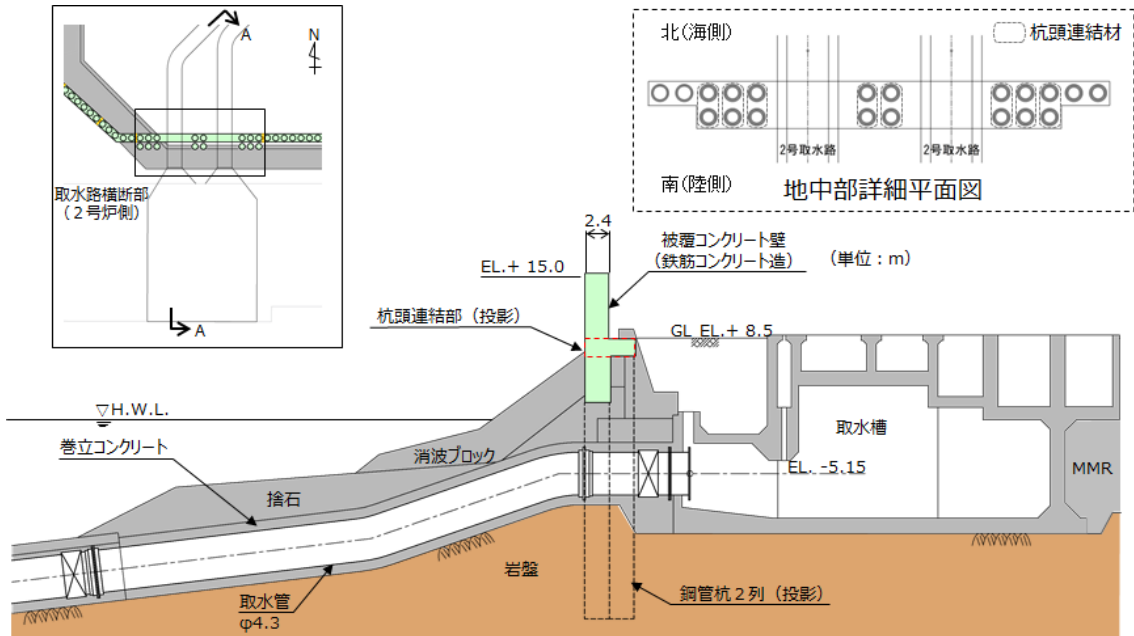 A
N
取水路横断部
(２号炉側)
A
北(海側)
杭頭連結材
2号取水路
2号取水路
南(陸側)
地中部詳細平面図
2.4
被覆コンクリート壁
(鉄筋コンクリート造)
(単位：m)
EL.+ 15.0
杭頭連結部（投影）
GL EL.+ 8.5
▽H.W.L.
巻立コンクリート
消波ブロック
取水槽
EL. -5.15
MMR
捨石
岩盤
取水管
φ4.3
鋼管杭２列（投影）